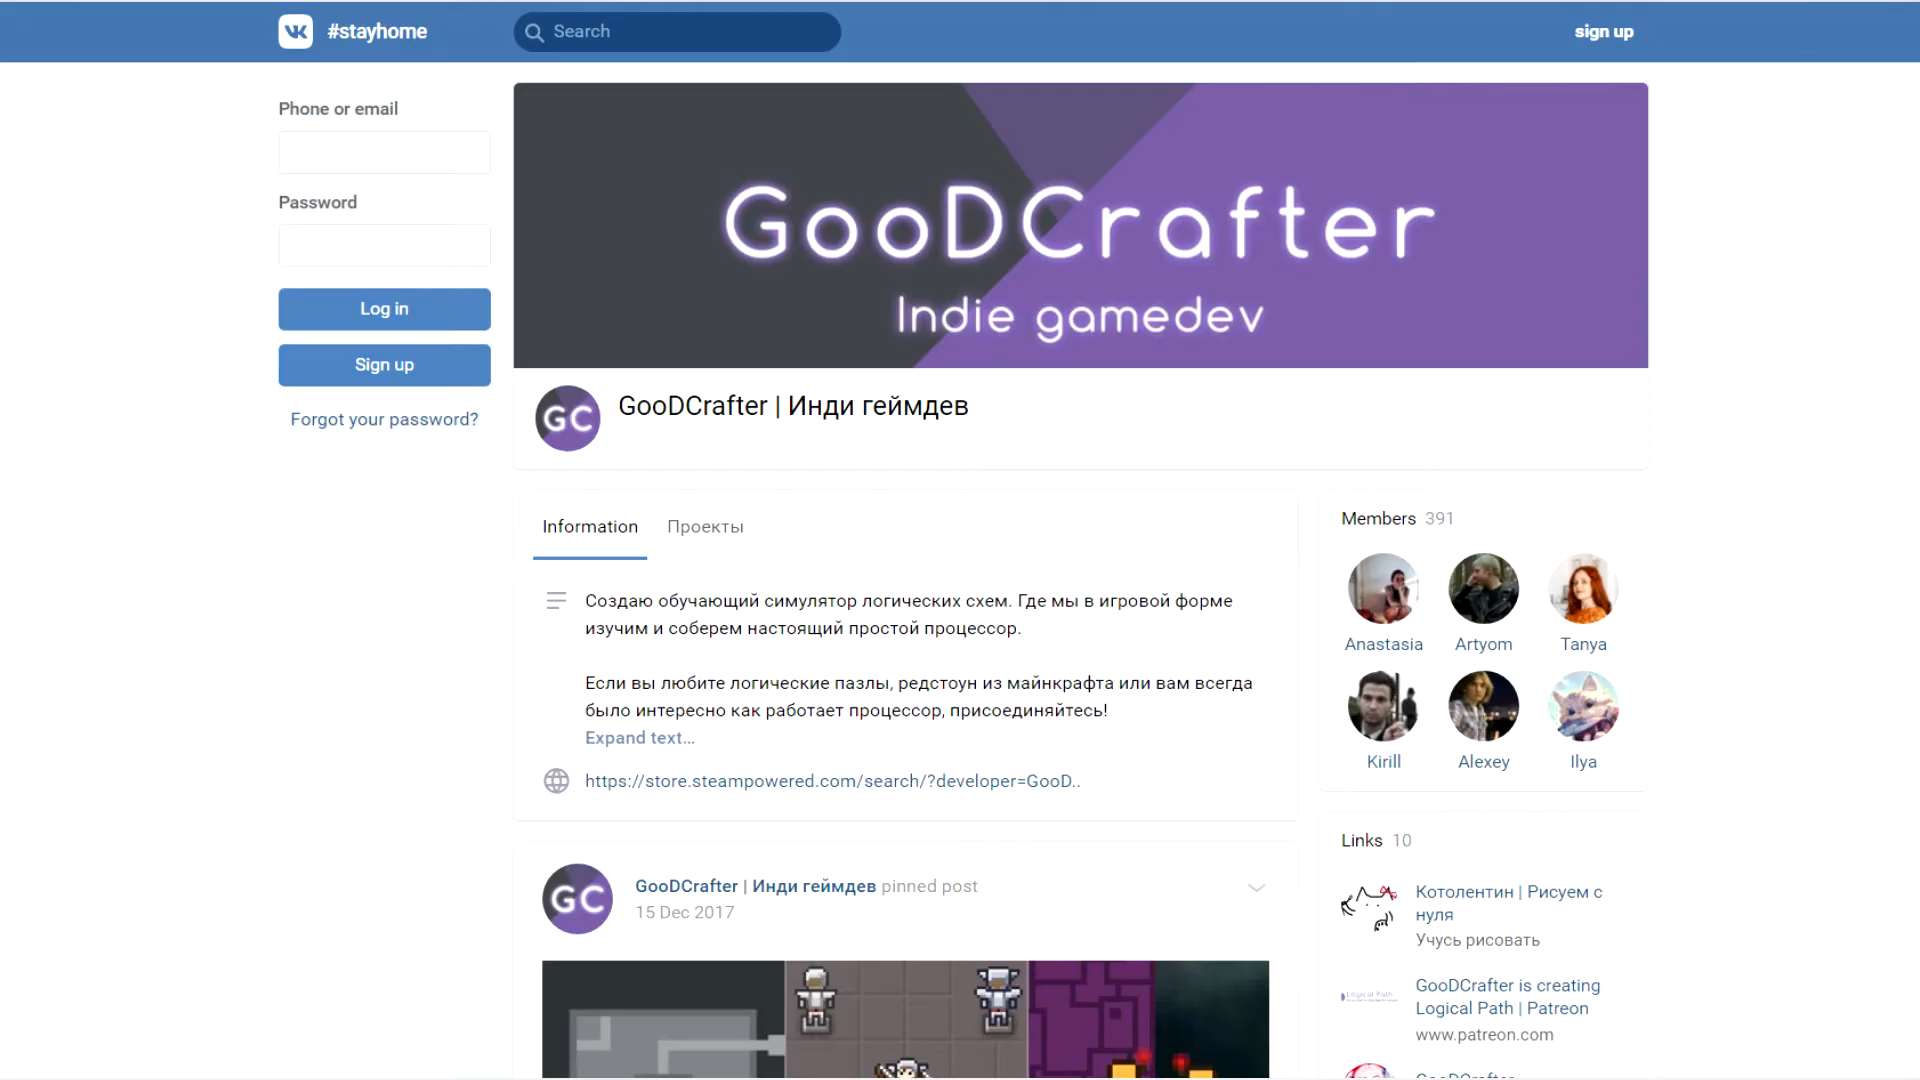 #stayhome
Search
sign up
Phone or email
Password
Log in
Sign up
Forgot your password?
GooDCrafter
Indie gamedev
GC
GooDCrafter | Инди геймдев
Information
Проекты
Создаю обучающий симулятор логических схем. Где мы в игровой форме
изучим и соберем настоящий простой процессор.
Если вы любите логические пазлы, редстоун из майнкрафта или вам всегда
было интересно как работает процессор, присоединяйтесь!
Expand text...
https://store.steampowered.com/search/?developer=GooD..
GC
GooDCrafter | Инди геймдев pinned post
15 Dec 2017
Members 391
Anastasia
Artyom
Tanya
Kirill
Alexey
Ilya
Links 10
Котолентин | Рисуем с
нуля
Учусь рисовать
Logical Path
GooDCrafter is creating
Logical Path | Patreon
www.patreon.com